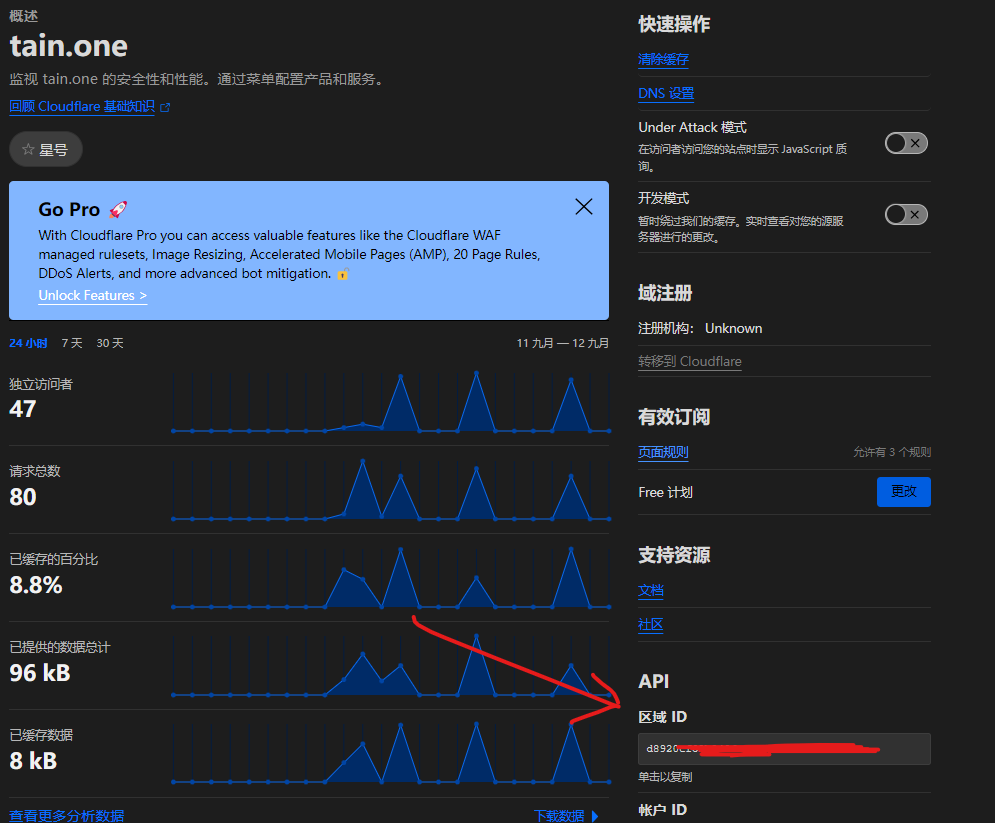 概述
tain.one
监视 tain.one 的安全性和性能。通过菜单配置产品和服务。
回顾 Cloudflare 基础知识
☆ 星号
Go Pro 🚀
With Cloudflare Pro you can access valuable features like the Cloudflare WAF
managed rulesets, Image Resizing, Accelerated Mobile Pages (AMP), 20 Page Rules,
DDoS Alerts, and more advanced bot mitigation. 🔓
Unlock Features >
24 小时 7 天 30 天
11 九月 — 12 九月
独立访问者
47
请求总数
80
已缓存的百分比
8.8%
已提供的数据总计
96 kB
已缓存数据
8 kB
查看更多分析数据
下载数据
快速操作
清除缓存
DNS 设置
Under Attack 模式
在访问者访问您的站点时显示 JavaScript 质
询。
开发模式
暂时绕过我们的缓存。实时查看对您的源服
务器进行的更改。
域注册
注册机构: Unknown
转移到 Cloudflare
有效订阅
页面规则 允许有 3 个规则
Free 计划 更改
支持资源
文档
社区
API
区域 ID
d8920
单击以复制
帐户 ID